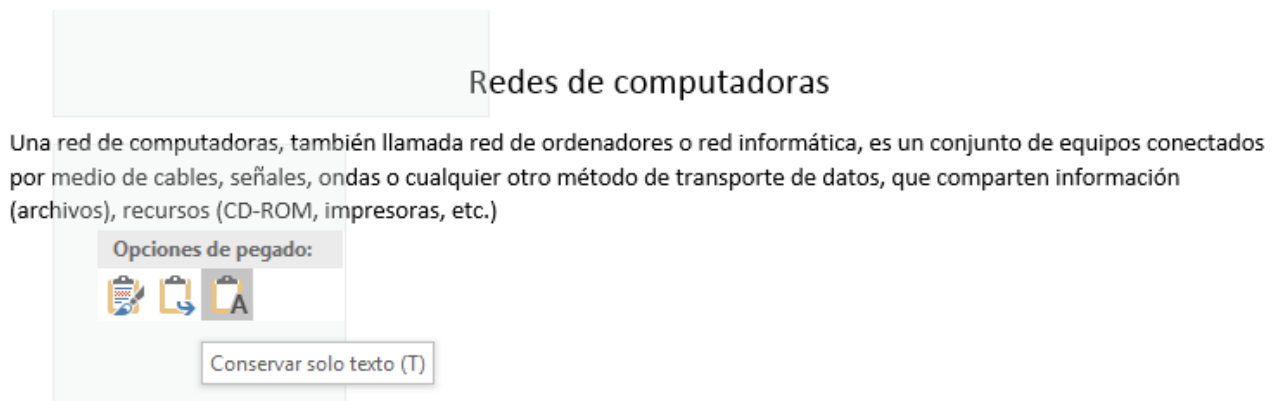 Redes de computadoras
Una red de computadoras, también llamada red de ordenadores o red informática, es un conjunto de equipos conectados
por medio de cables, señales, ondas o cualquier otro método de transporte de datos, que comparten información
(archivos), recursos (CD-ROM, impresoras, etc.)
Opciones de pegado:
A
Conservar solo texto (T)